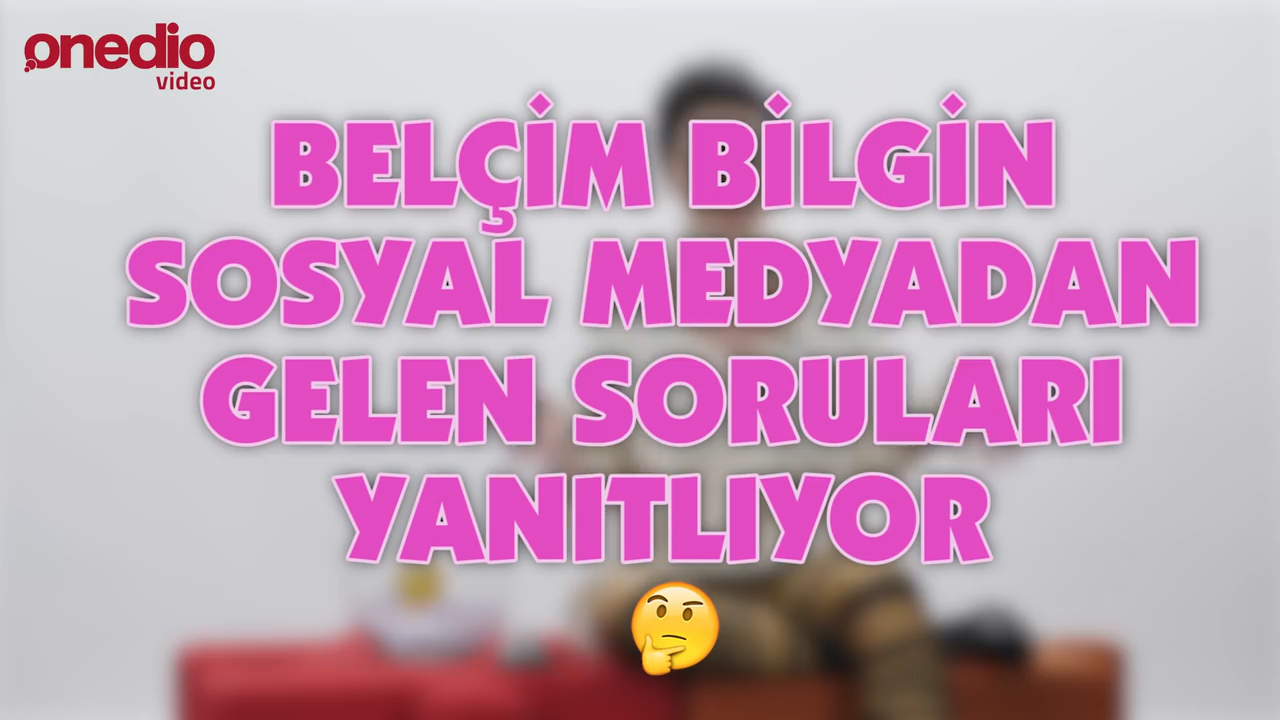 onedio
video
BELÇİM BİLGİN
SOSYAL MEDYADAN
GELEN SORULARI
YANITLIYOR